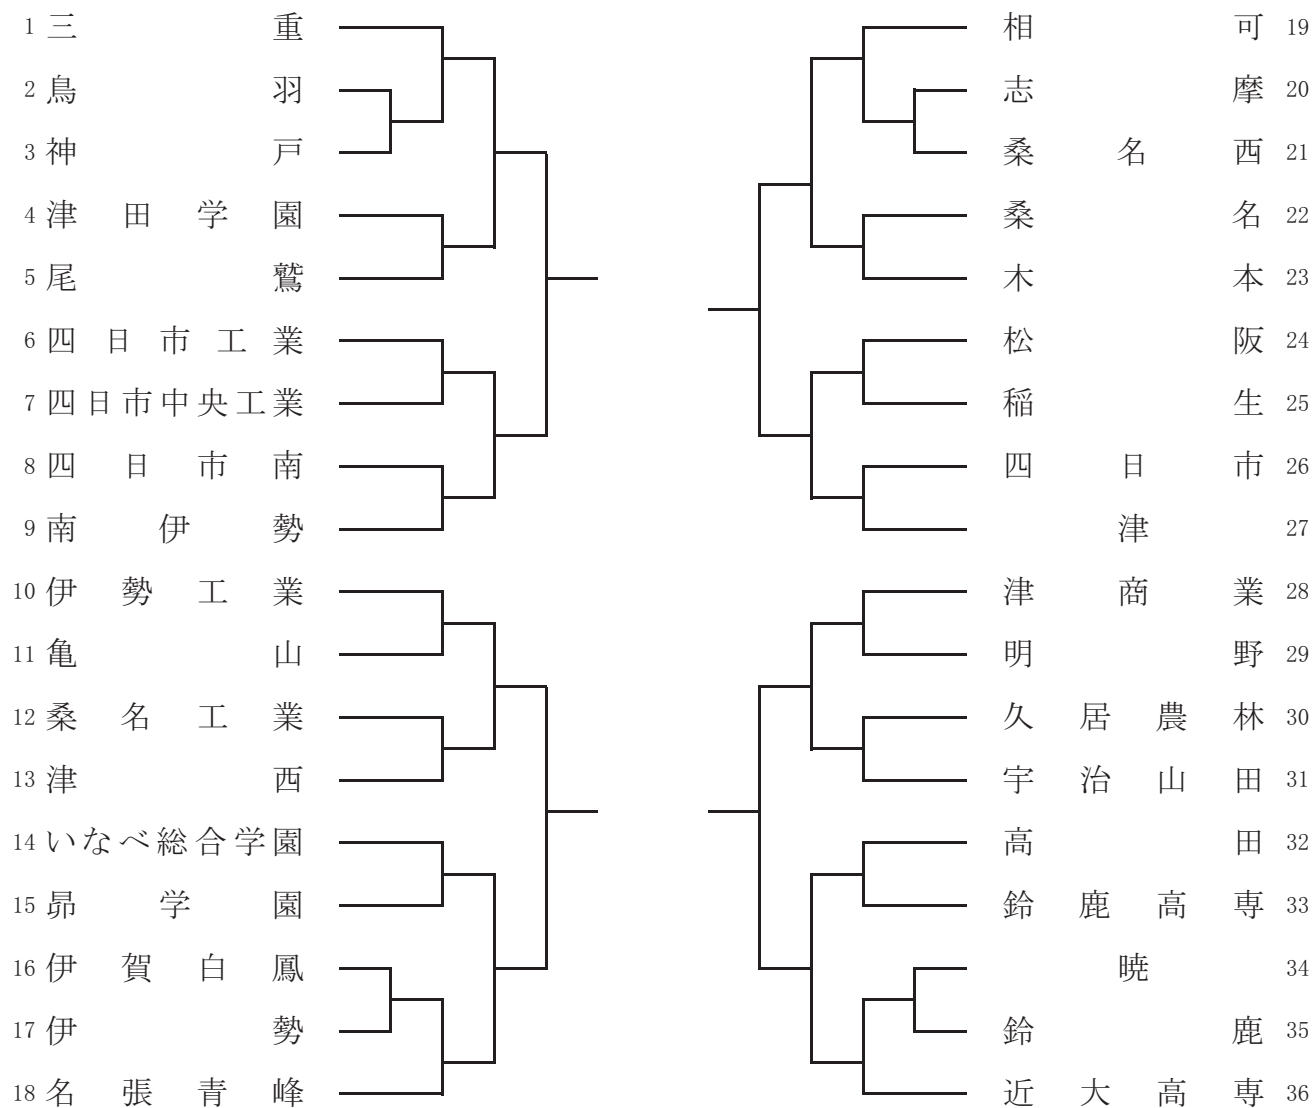 1 三重
2 鳥羽
3 神戸
4 津田学園
5 尾鷲
6 四日市工業
7 四日市中央工業
8 四日市南
9 南伊勢
10 伊勢工業
11 亀山
12 桑名工業
13 津西
14 いなべ総合学園
15 昴学園
16 伊賀白鳳
17 伊勢
18 名張青峰
相可 19
志摩 20
桑名西 21
桑名 22
木本 23
松阪 24
稲生 25
四日市 26
津 27
津商業 28
明野 29
久居農林 30
宇治山田 31
高田 32
鈴鹿高専 33
暁 34
鈴鹿 35
近大高専 36